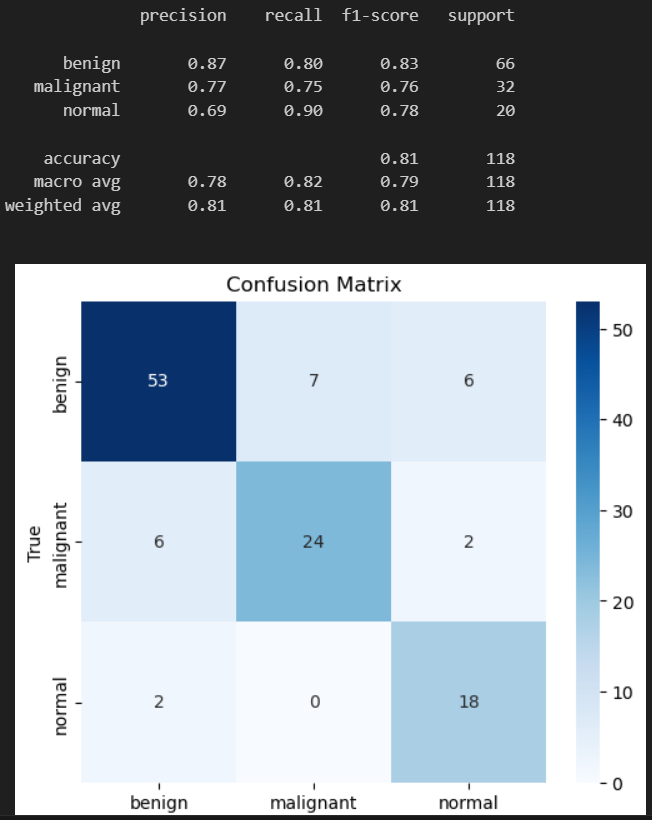 precision recall f1-score support
benign 0.87 0.80 0.83 66
malignant 0.77 0.75 0.76 32
normal 0.69 0.90 0.78 20
accuracy 0.81 118
macro avg 0.78 0.82 0.79 118
weighted avg 0.81 0.81 0.81 118
Confusion Matrix
True
benign 53 7 6
malignant 6 24 2
normal 2 0 18
benign malignant normal
50
40
30
20
10
0